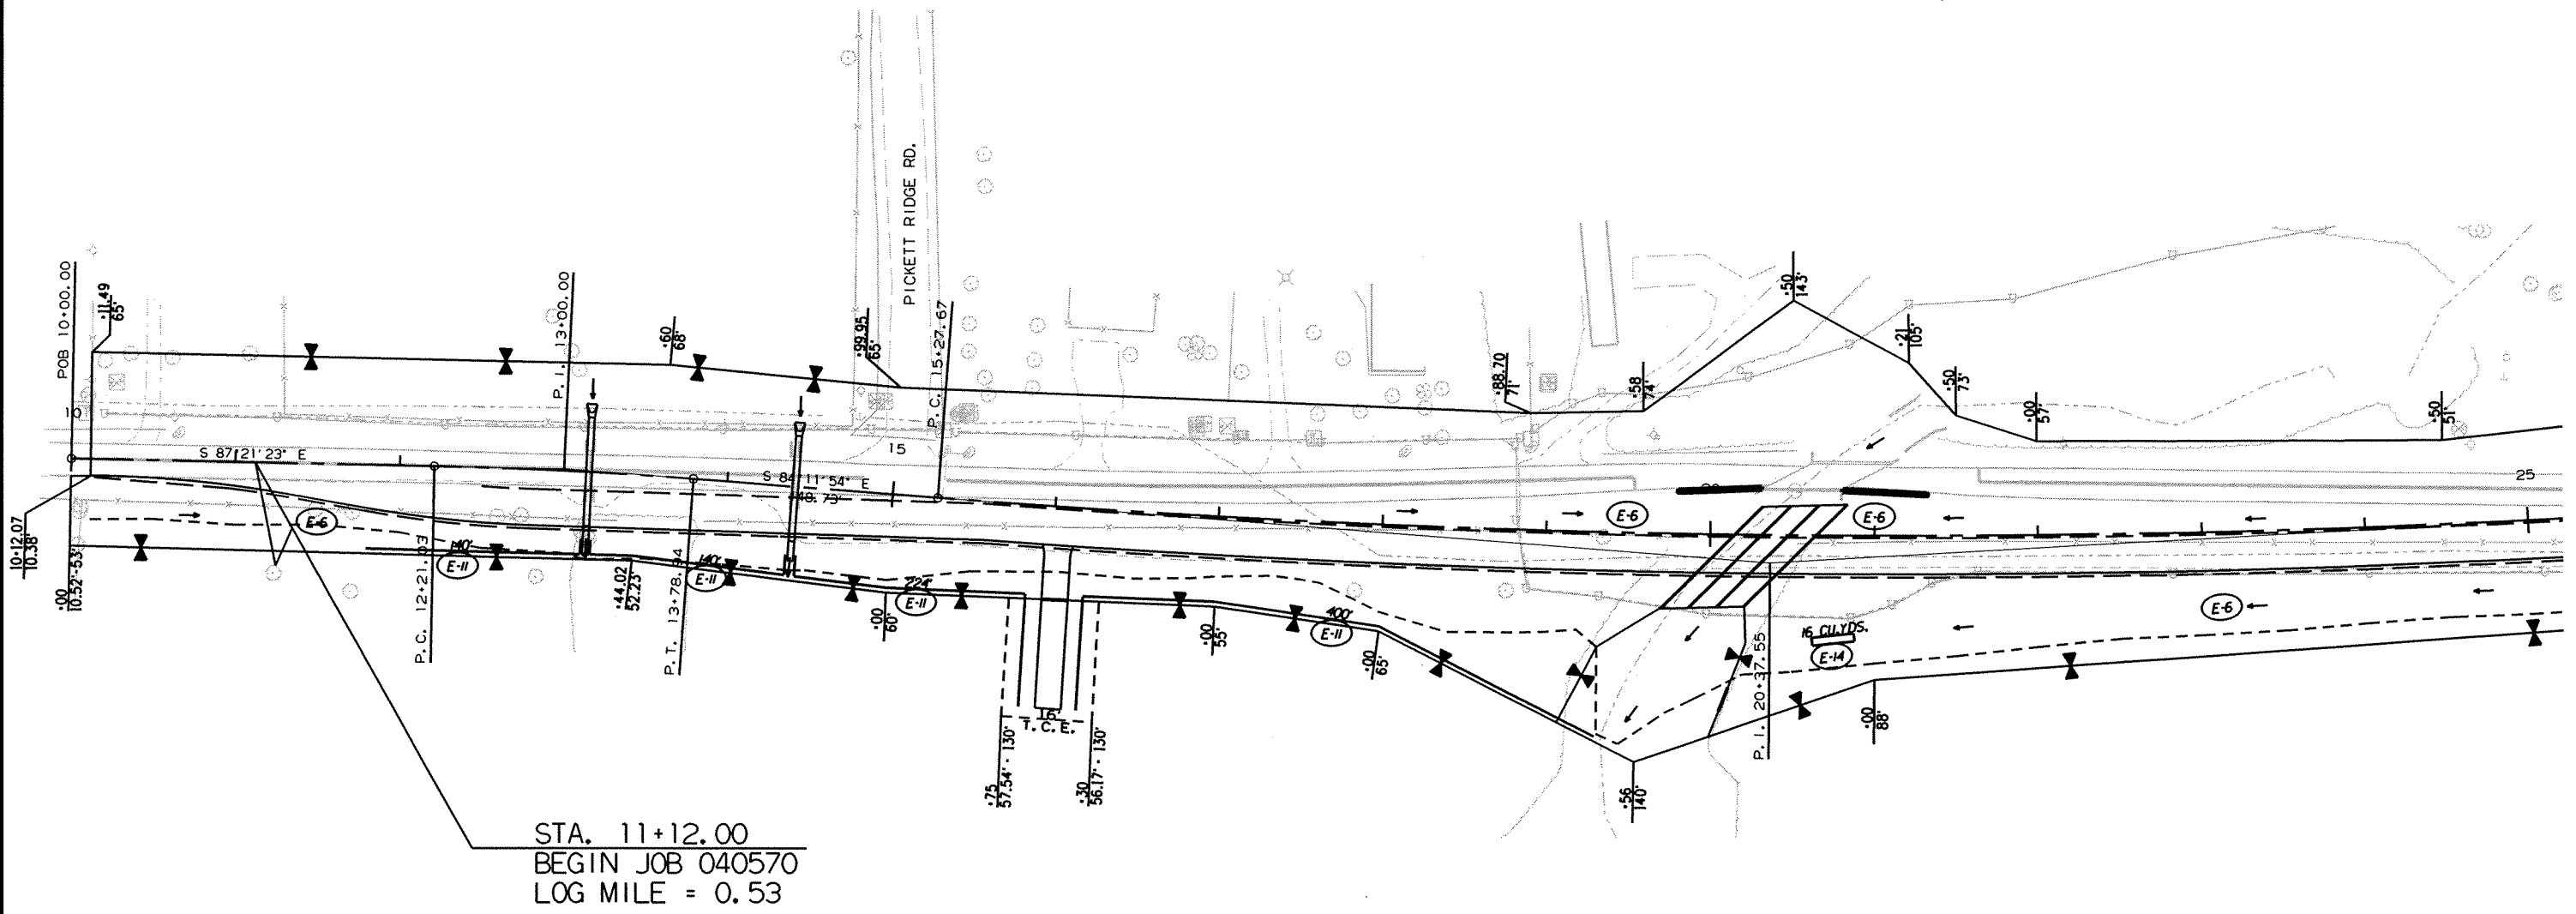 PICKETT RIDGE RD.
POB 10+00.00
+11.49
65'
P. I. 13+00.00
+60
68'
+99.95
65'
P. C. 15+27.67
+88.70
71'
+58
74'
+50
143'
+21
105'
+50
73'
+00
57'
+50
51'
10
S 87°21'23" E
S 84°11'54" E
148.73'
15
25
10+12.07
10.38'
+00
10.52'-53'
E-6
P.C. 12+21.03
140'
E-11
+44.02
52.23'
140'
E-11
P.T. 13+78.94
224'
E-11
+00
60'
+75
57.54' - 130'
16'
T. C. E.
+30
56.17' - 130'
+00
55'
400'
E-11
+00
65'
E-6
E-6
+56
140'
P. I. 20+37.55
16 CU.YDS.
E-14
+00
88'
E-6
STA. 11+12.00
BEGIN JOB 040570
LOG MILE = 0.53